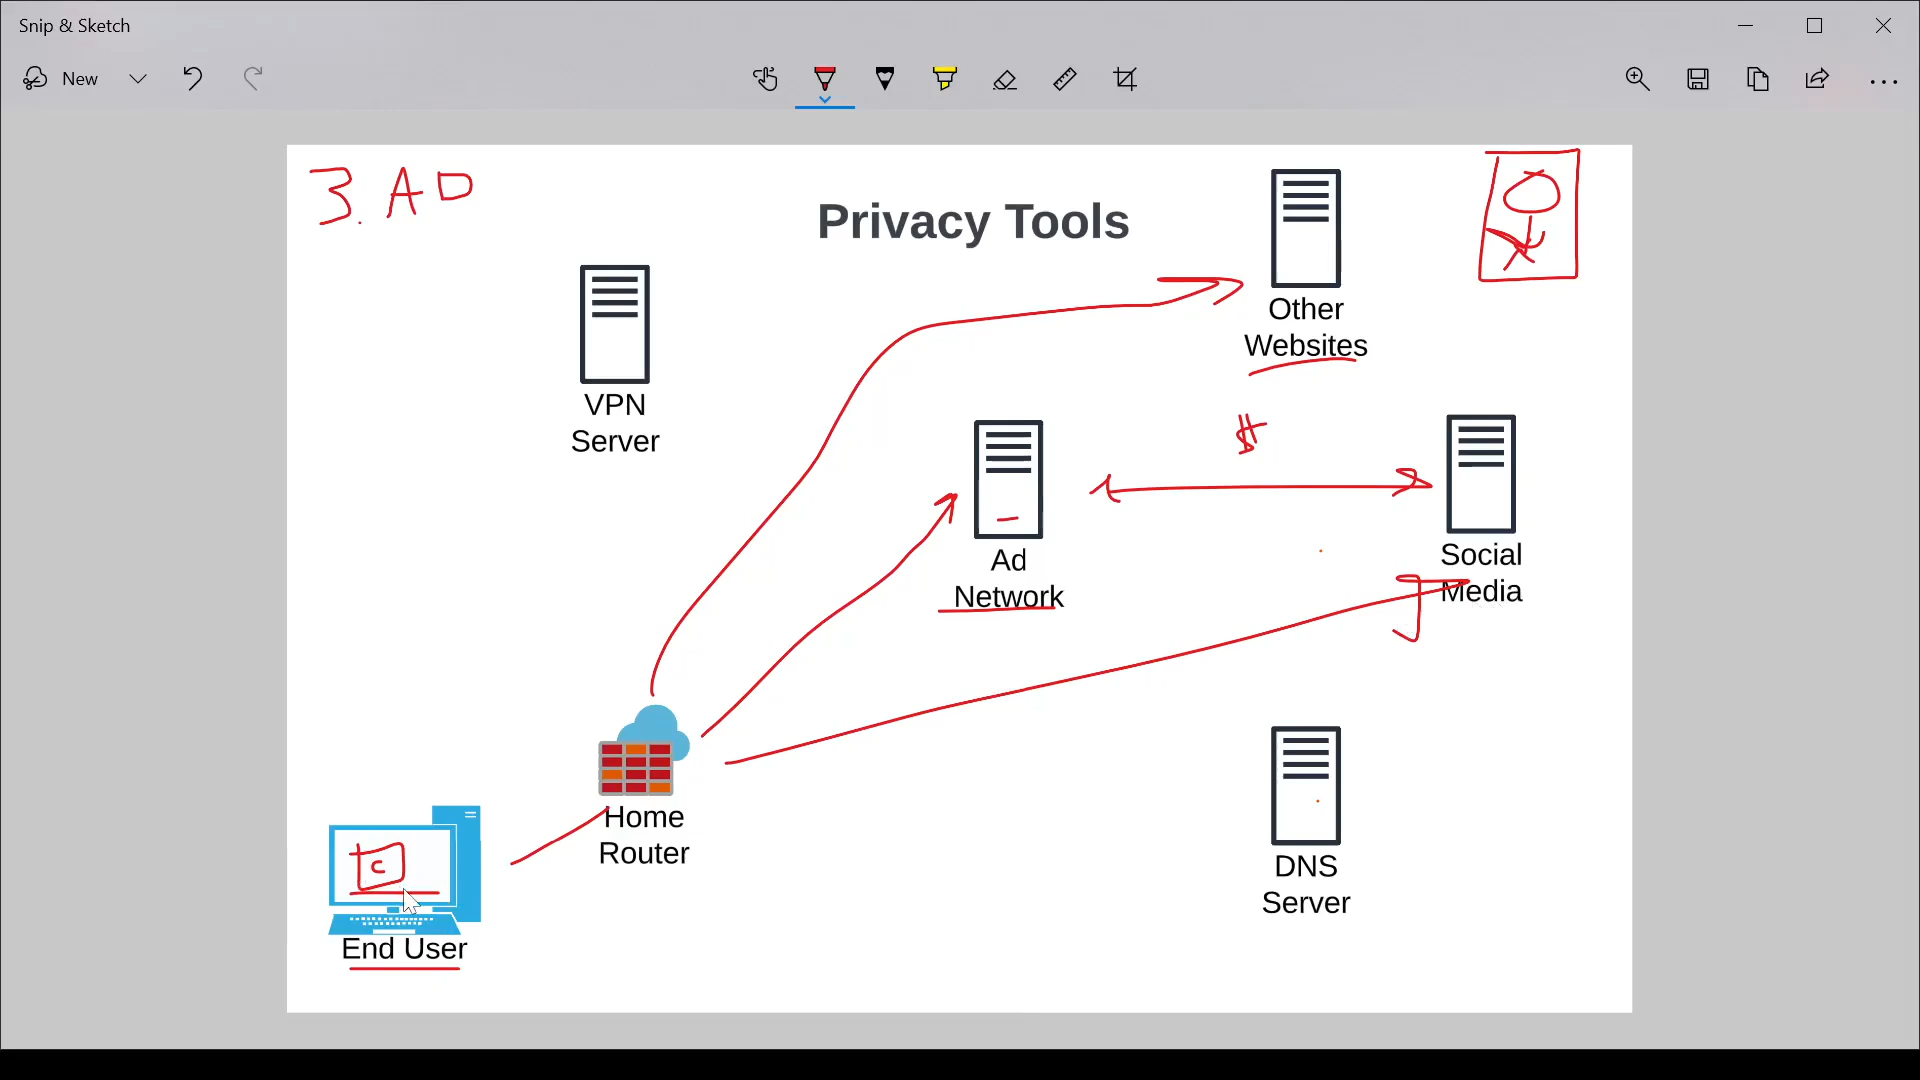 Snip & Sketch
New
3. AD
Privacy Tools
Other
Websites
VPN
Server
$
Ad
Network
Social
Media
Home
Router
C
End User
DNS
Server